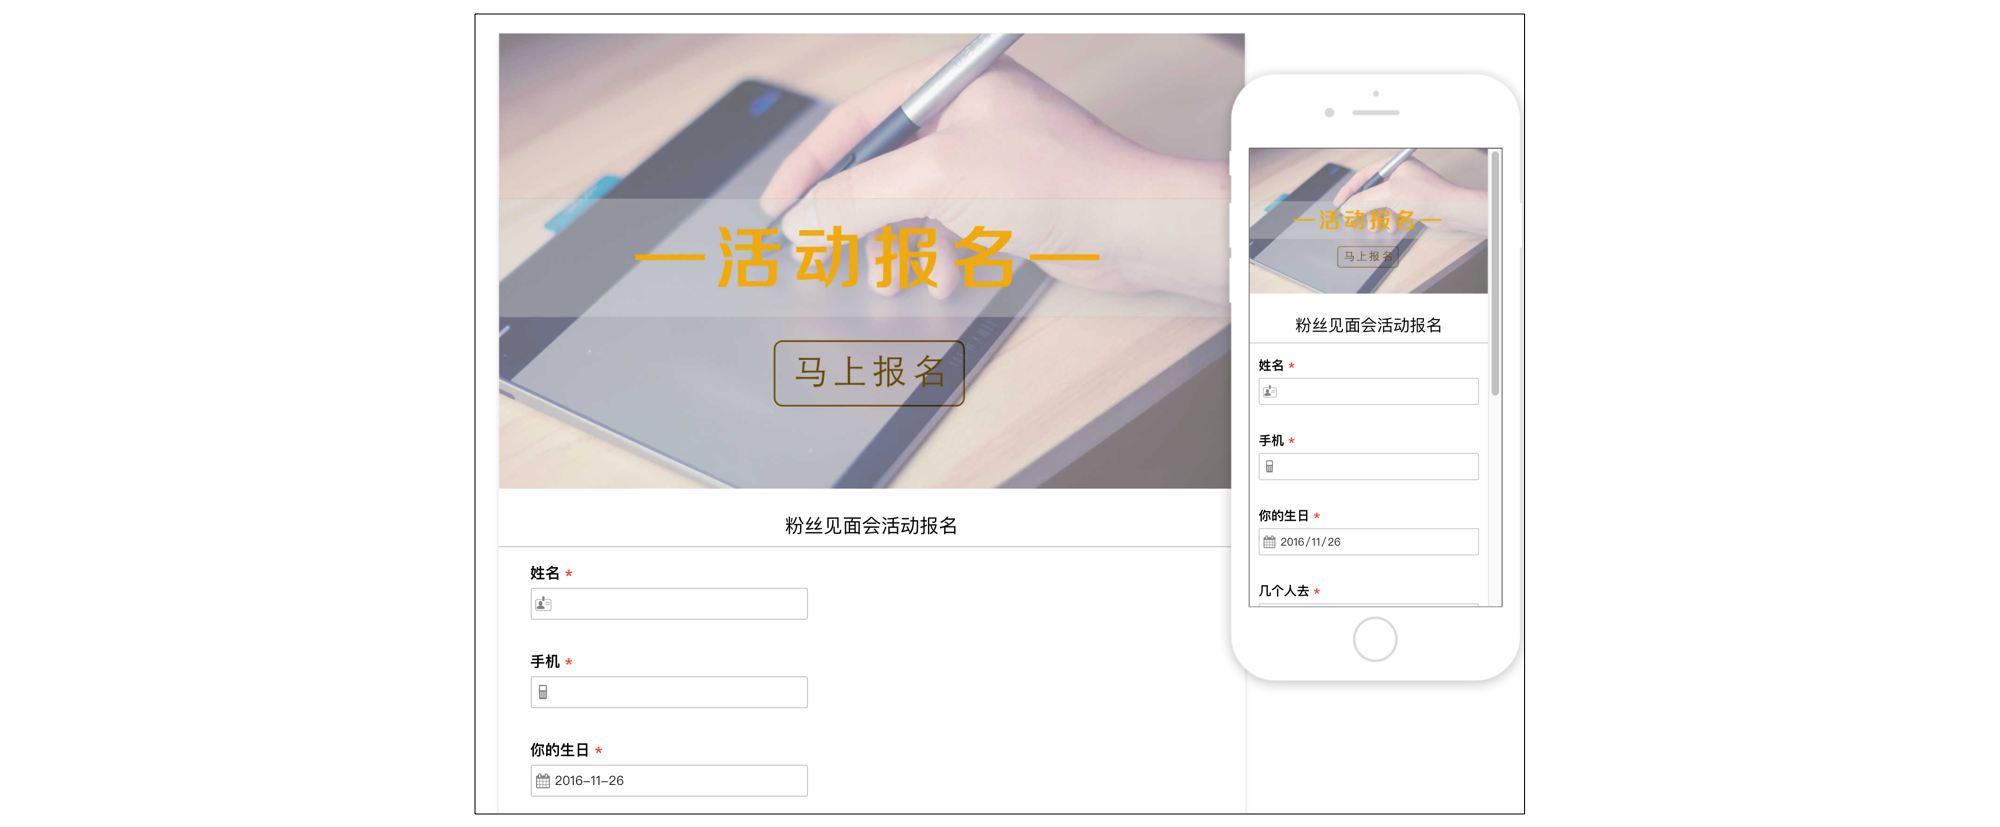 —活动报名—
马上报名
粉丝见面会活动报名
姓名 *
手机 *
你的生日 *
2016-11-26
—活动报名—
马上报名
粉丝见面会活动报名
姓名 *
手机 *
你的生日 *
2016/11/26
几个人去 *